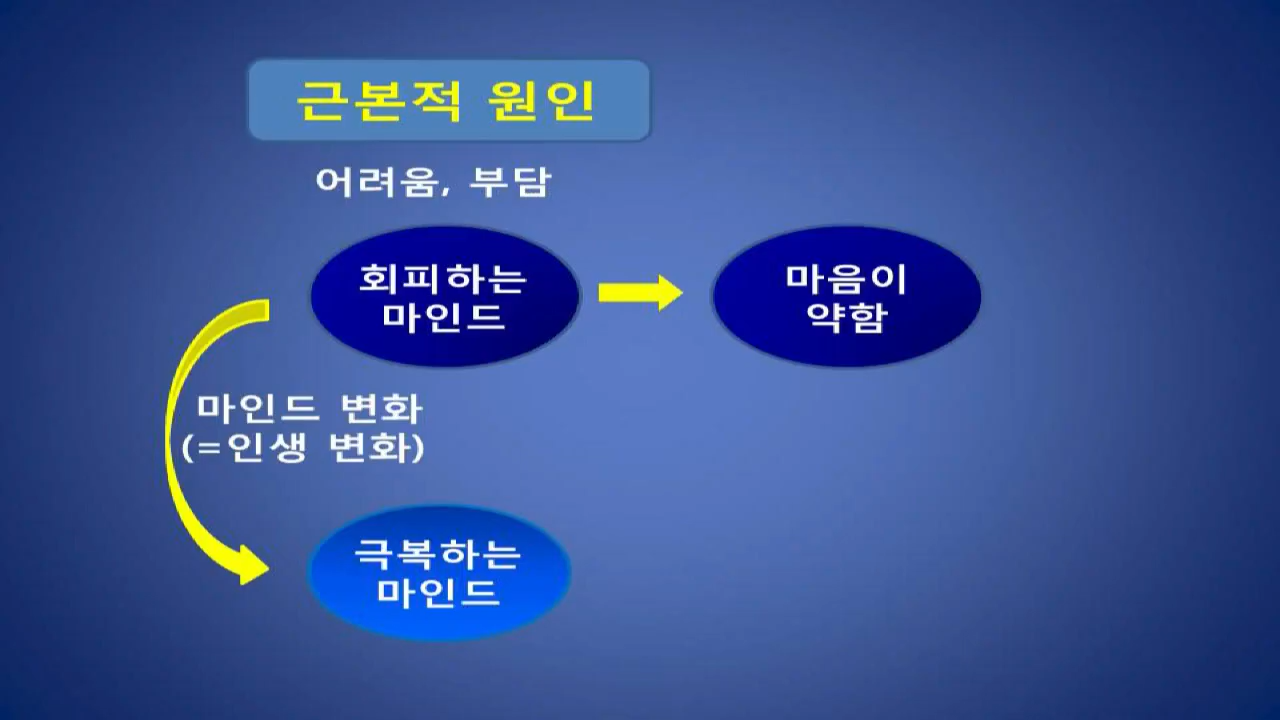 근본적 원인
어려움, 부담
회피하는
마인드
마음이
약함
마인드 변화
(=인생 변화)
극복하는
마인드